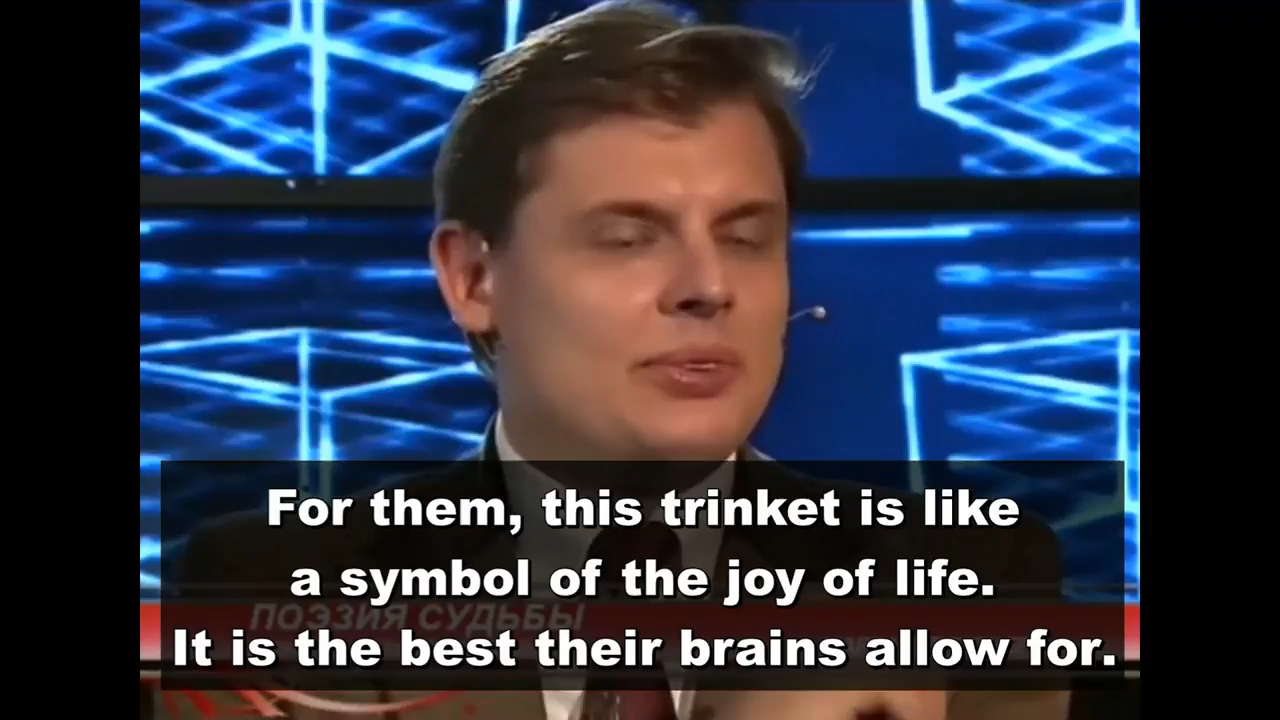 For them, this trinket is like
a symbol of the joy of life.
ПОЭЗИЯ СУДЬБЫ
It is the best their brains allow for.